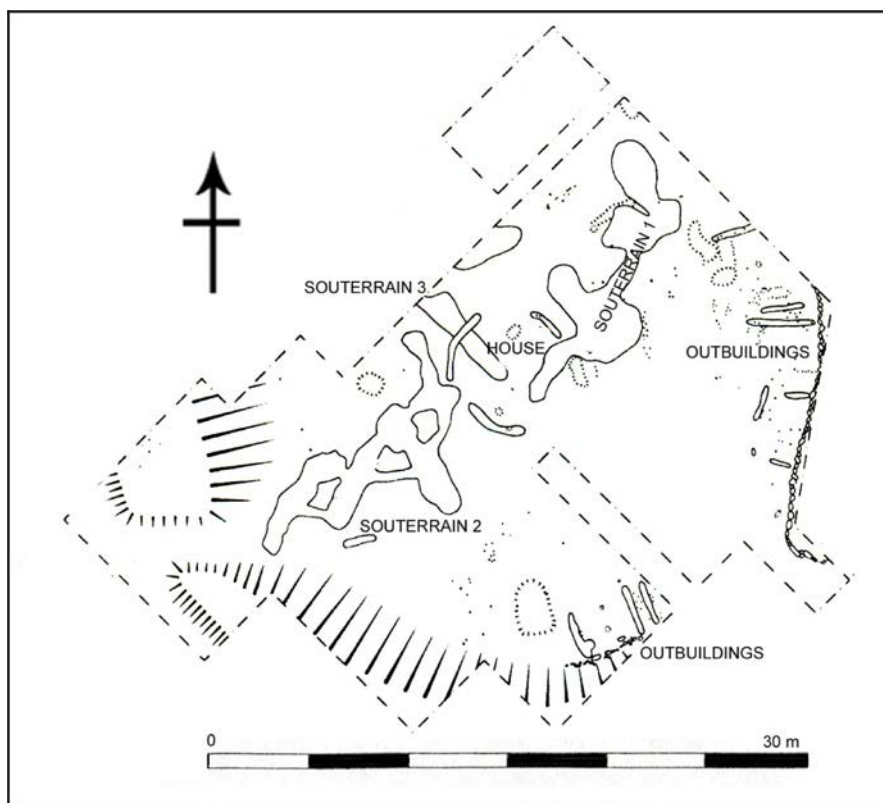 SOUTERRAIN 1
SOUTERRAIN 3
HOUSE
OUTBUILDINGS
SOUTERRAIN 2
OUTBUILDINGS
0 30 m